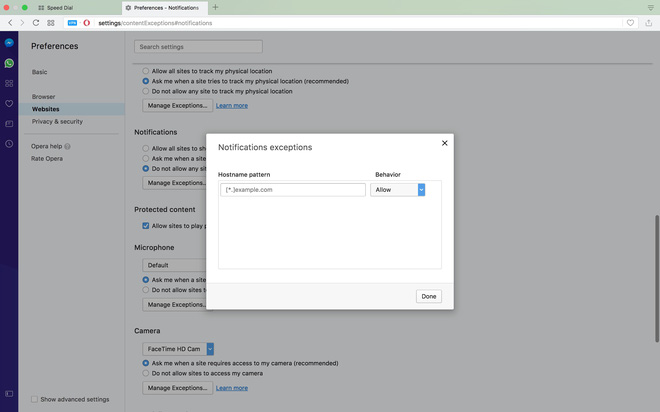 Speed Dial
Preferences - Notifications
VPN
settings/contentExceptions#notifications
Preferences
Search settings
Basic
Browser
Websites
Privacy & security
Opera help ?
Rate Opera
Allow all sites to track my physical location
Ask me when a site tries to track my physical location (recommended)
Do not allow any site to track my physical location
Manage Exceptions... Learn more
Notifications
Allow all sites to sh
Ask me when a site
Do not allow any sit
Manage Exceptions
Notifications exceptions
Hostname pattern Behavior
[*.]example.com Allow
Done
Protected content
Allow sites to play p
Microphone
Default
Ask me when a site
Do not allow sites to
Manage Exceptions
Camera
FaceTime HD Cam
Ask me when a site requires access to my camera (recommended)
Do not allow sites to access my camera
Manage Exceptions... Learn more
Show advanced settings